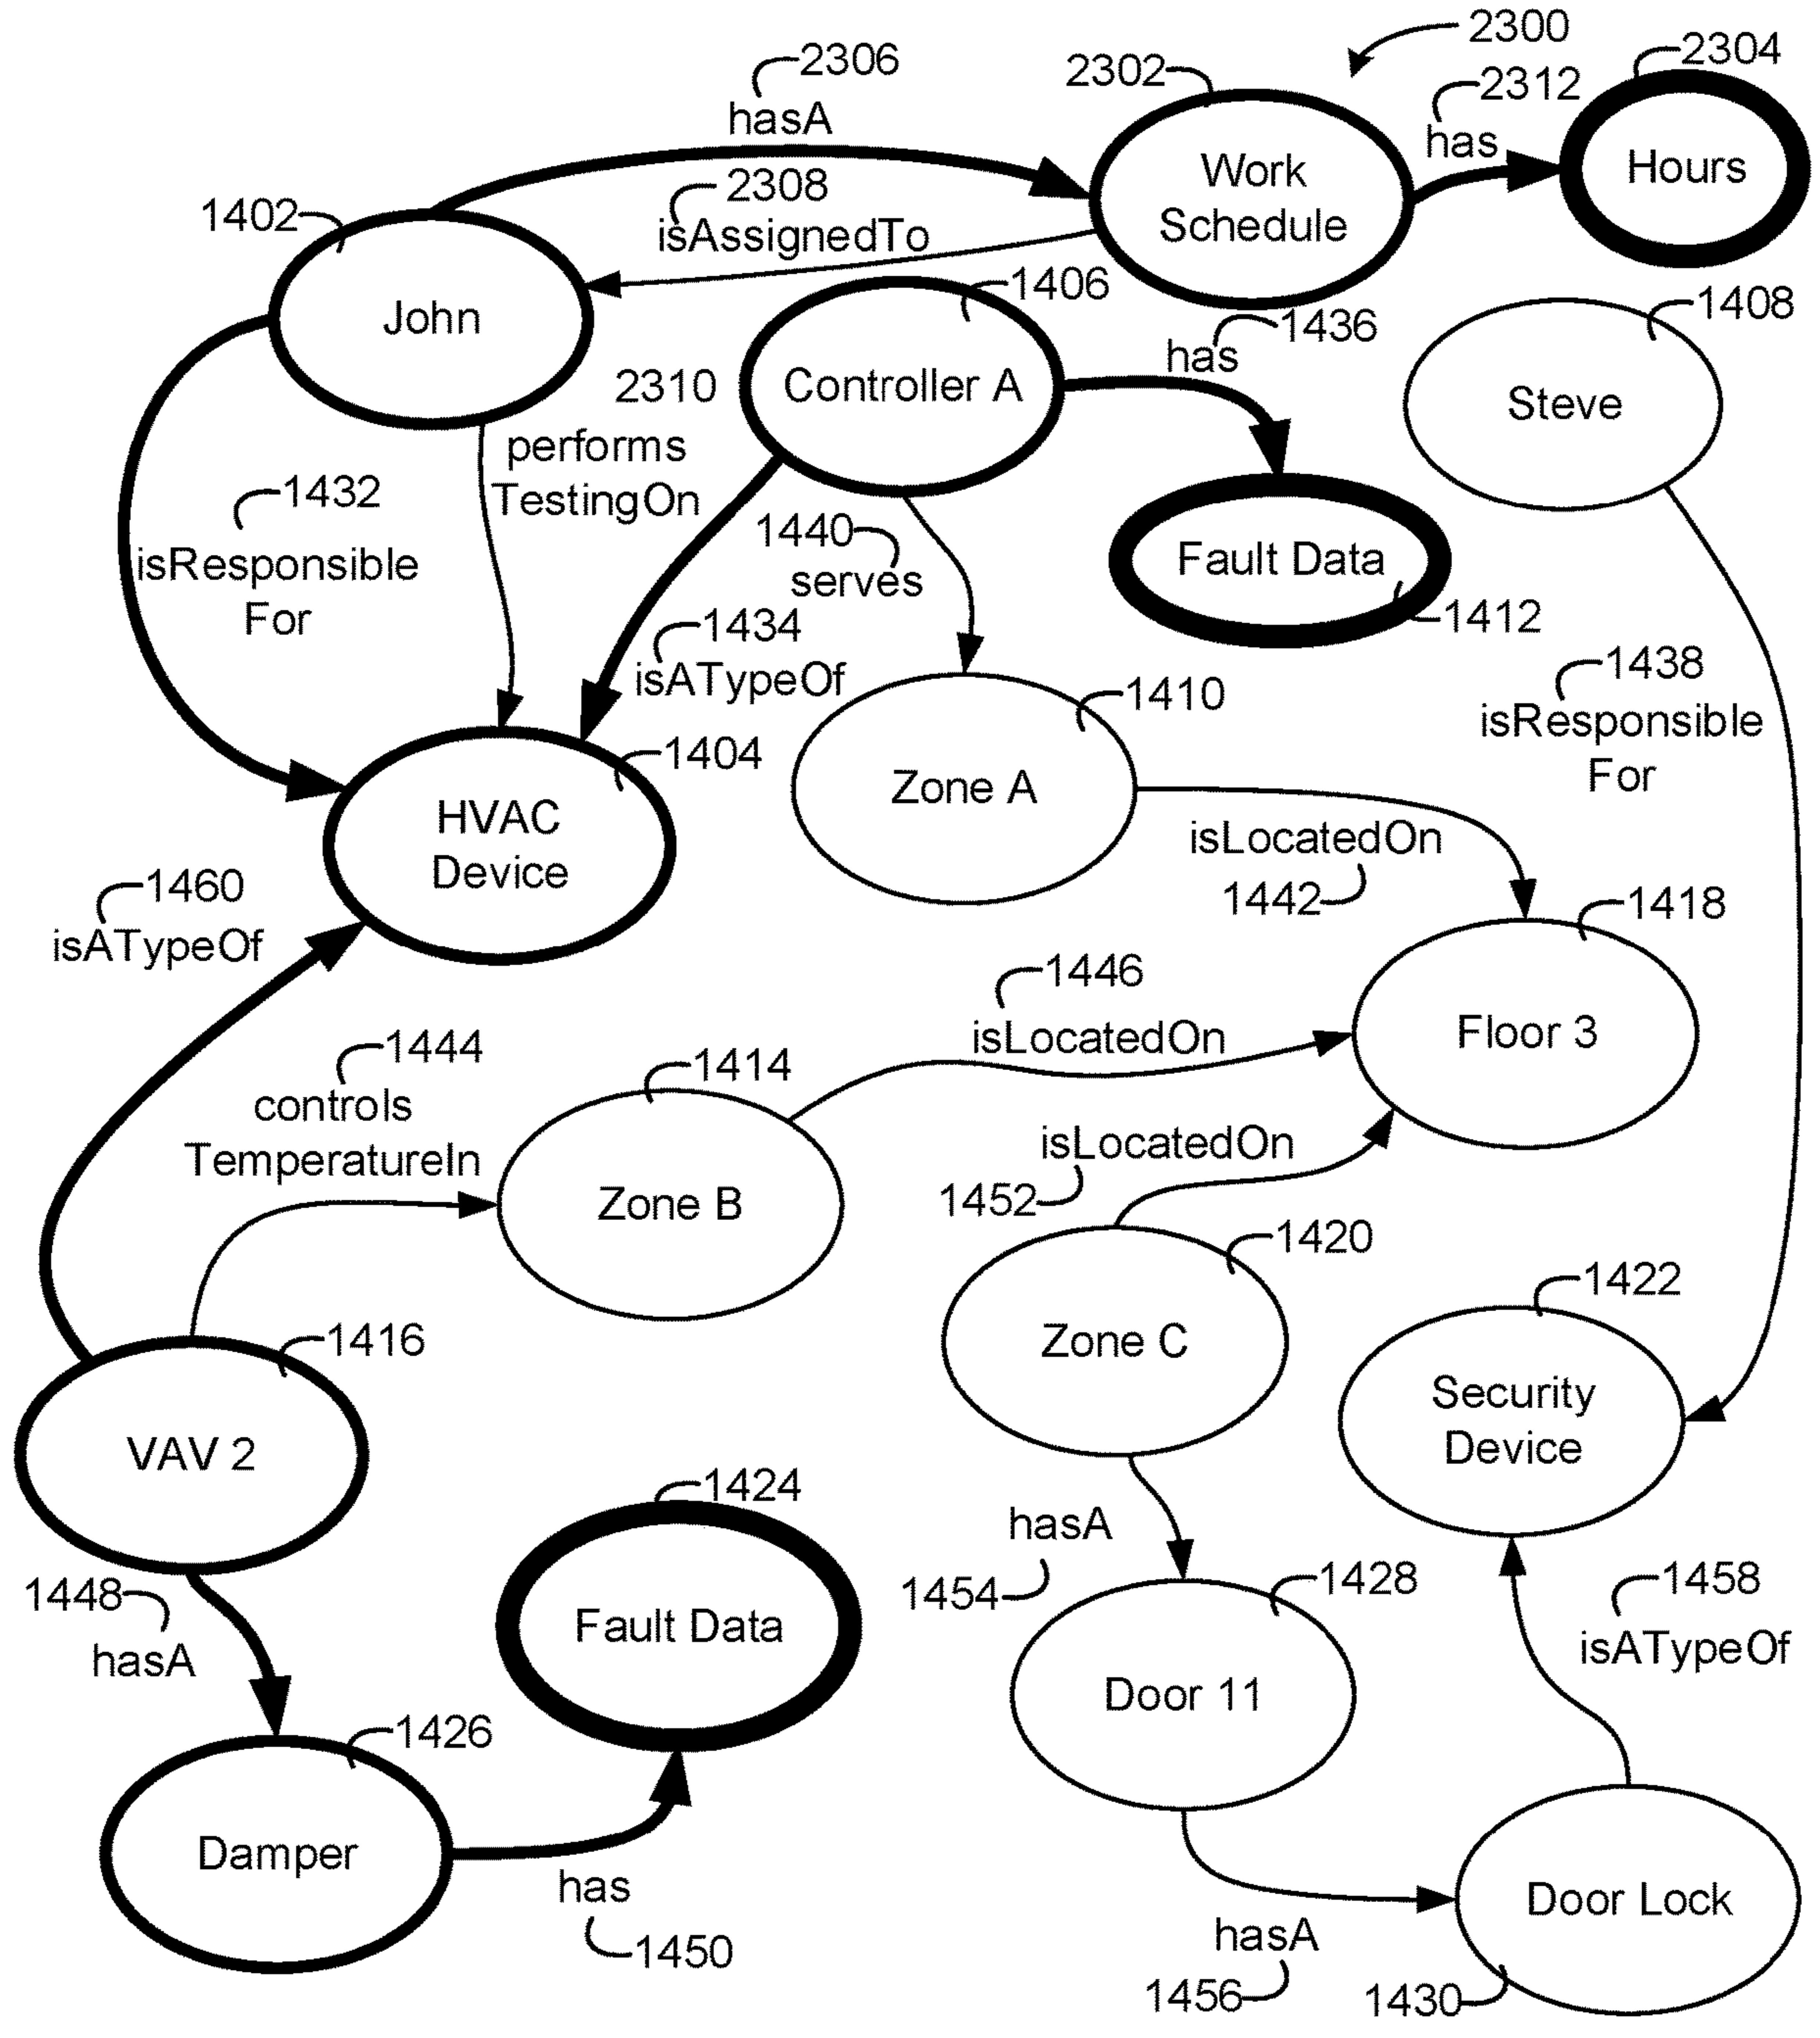 2300
2306
hasA
2302
Work
Schedule
2312
has
2304
Hours
2308
isAssignedTo
1402
John
1406
Controller A
1436
has
1408
Steve
2310
performs
TestingOn
1432
isResponsible
For
1440
serves
Fault Data
1412
1434
isATypeOf
1438
isResponsible
For
1410
Zone A
1404
HVAC
Device
isLocatedOn
1442
1460
isATypeOf
1418
Floor 3
1446
isLocatedOn
1444
controls
TemperatureIn
1414
Zone B
isLocatedOn
1452
1420
Zone C
1422
Security
Device
1416
VAV 2
1424
Fault Data
1448
hasA
hasA
1454
1428
Door 11
1458
isATypeOf
1426
Damper
has
1450
hasA
1456
Door Lock
1430